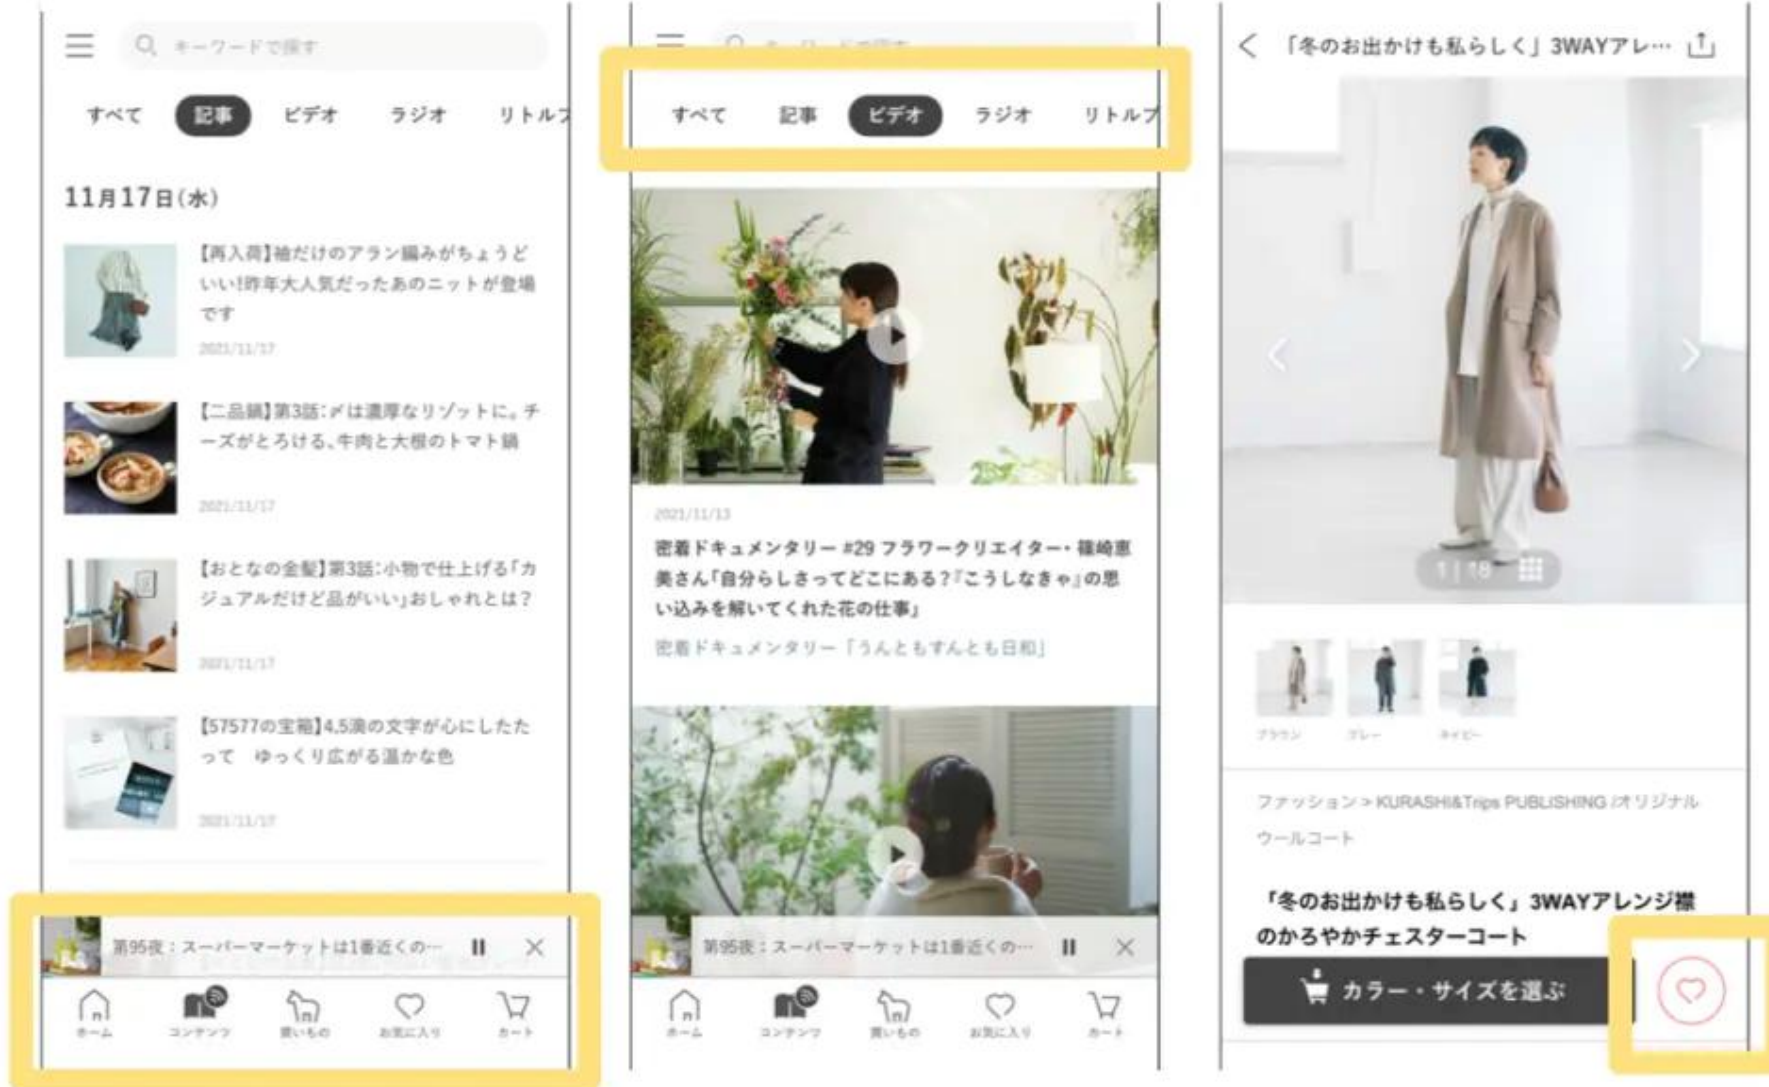 キーワードで探す
すべて 記事 ビデオ ラジオ リトルプ
11月17日(水)
【再入荷】袖だけのアラン編みがちょうど
いい!昨年大人気だったあのニットが登場
です
2021/11/17
【二品鍋】第3話:〆は濃厚なリゾットに。チ
ーズがとろける、牛肉と大根のトマト鍋
2021/11/17
【おとなの金髪】第3話:小物で仕上げる「カ
ジュアルだけど品がいい」おしゃれとは?
2021/11/17
【57577の宝箱】4.5滴の文字が心にしたた
って ゆっくり広がる温かな色
2021/11/17
第95夜:スーパーマーケットは1番近くの…
ホーム コンテンツ 買いもの お気に入り カート
すべて 記事 ビデオ ラジオ リトルプ
2021/11/13
密着ドキュメンタリー #29 フラワークリエイター・篠崎恵
美さん「自分らしさってどこにある?『こうしなきゃ』の思
い込みを解いてくれた花の仕事」
密着ドキュメンタリー「うんともすんとも日和」
第95夜:スーパーマーケットは1番近くの…
ホーム コンテンツ 買いもの お気に入り カート
「冬のお出かけも私らしく」3WAYアレ…
1 | 18
ブラウン グレー ネイビー
ファッション > KURASHI&Trips PUBLISHING /オリジナル
ウールコート
「冬のお出かけも私らしく」3WAYアレンジ襟
のかろやかチェスターコート
カラー・サイズを選ぶ